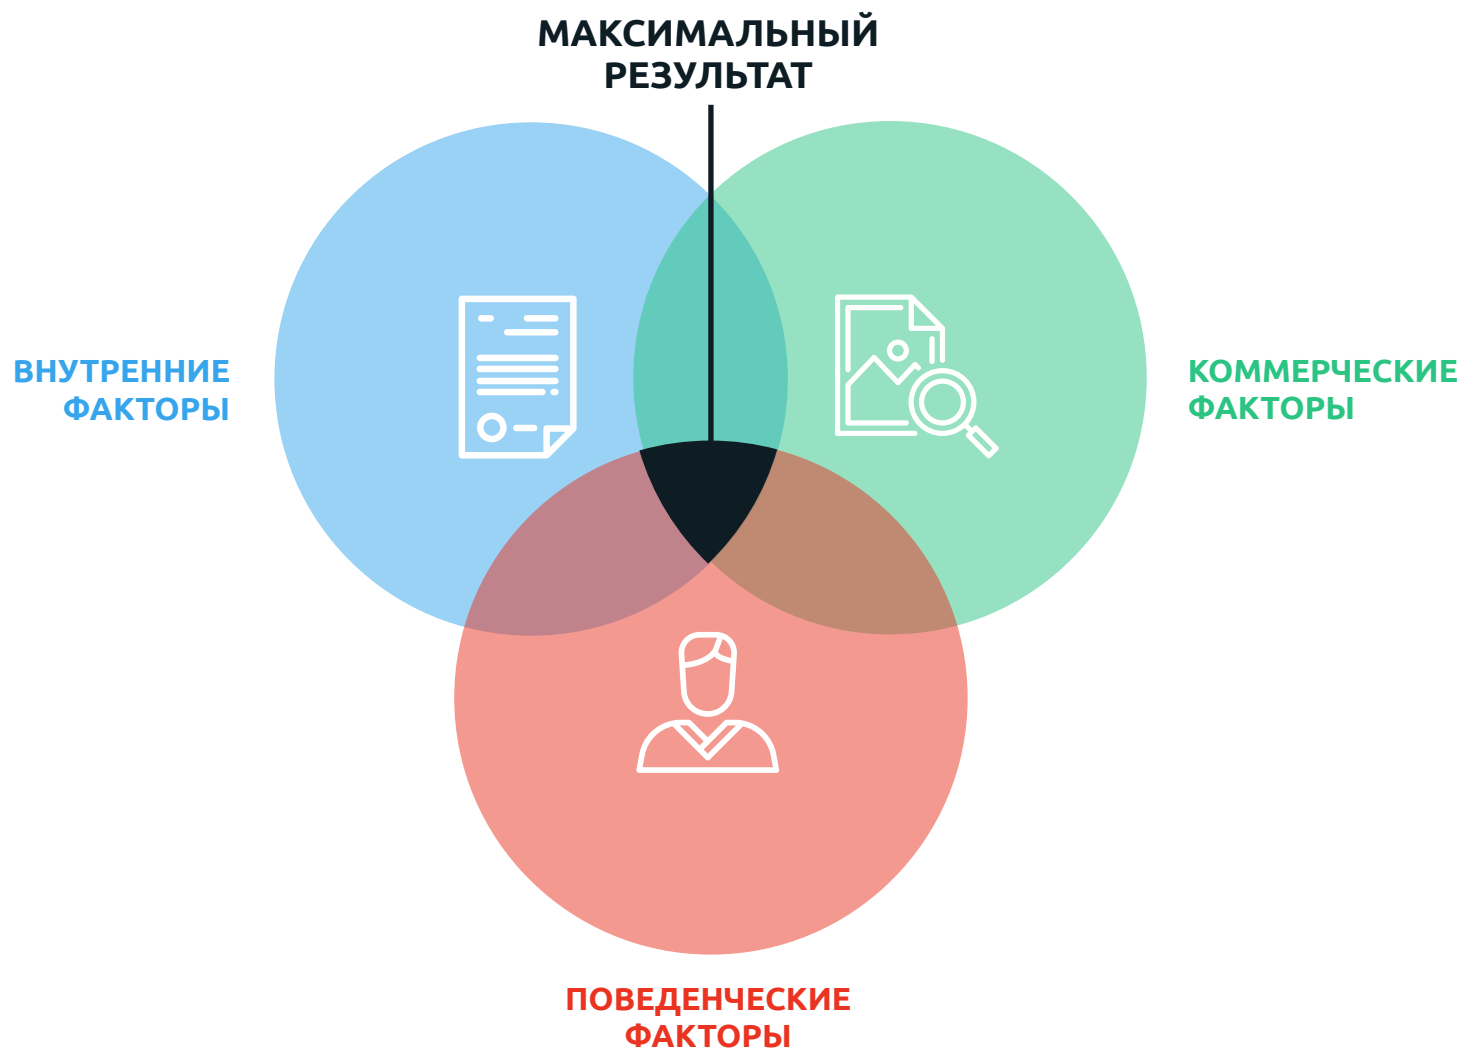 МАКСИМАЛЬНЫЙ
РЕЗУЛЬТАТ
ВНУТРЕННИЕ
ФАКТОРЫ
КОММЕРЧЕСКИЕ
ФАКТОРЫ
ПОВЕДЕНЧЕСКИЕ
ФАКТОРЫ